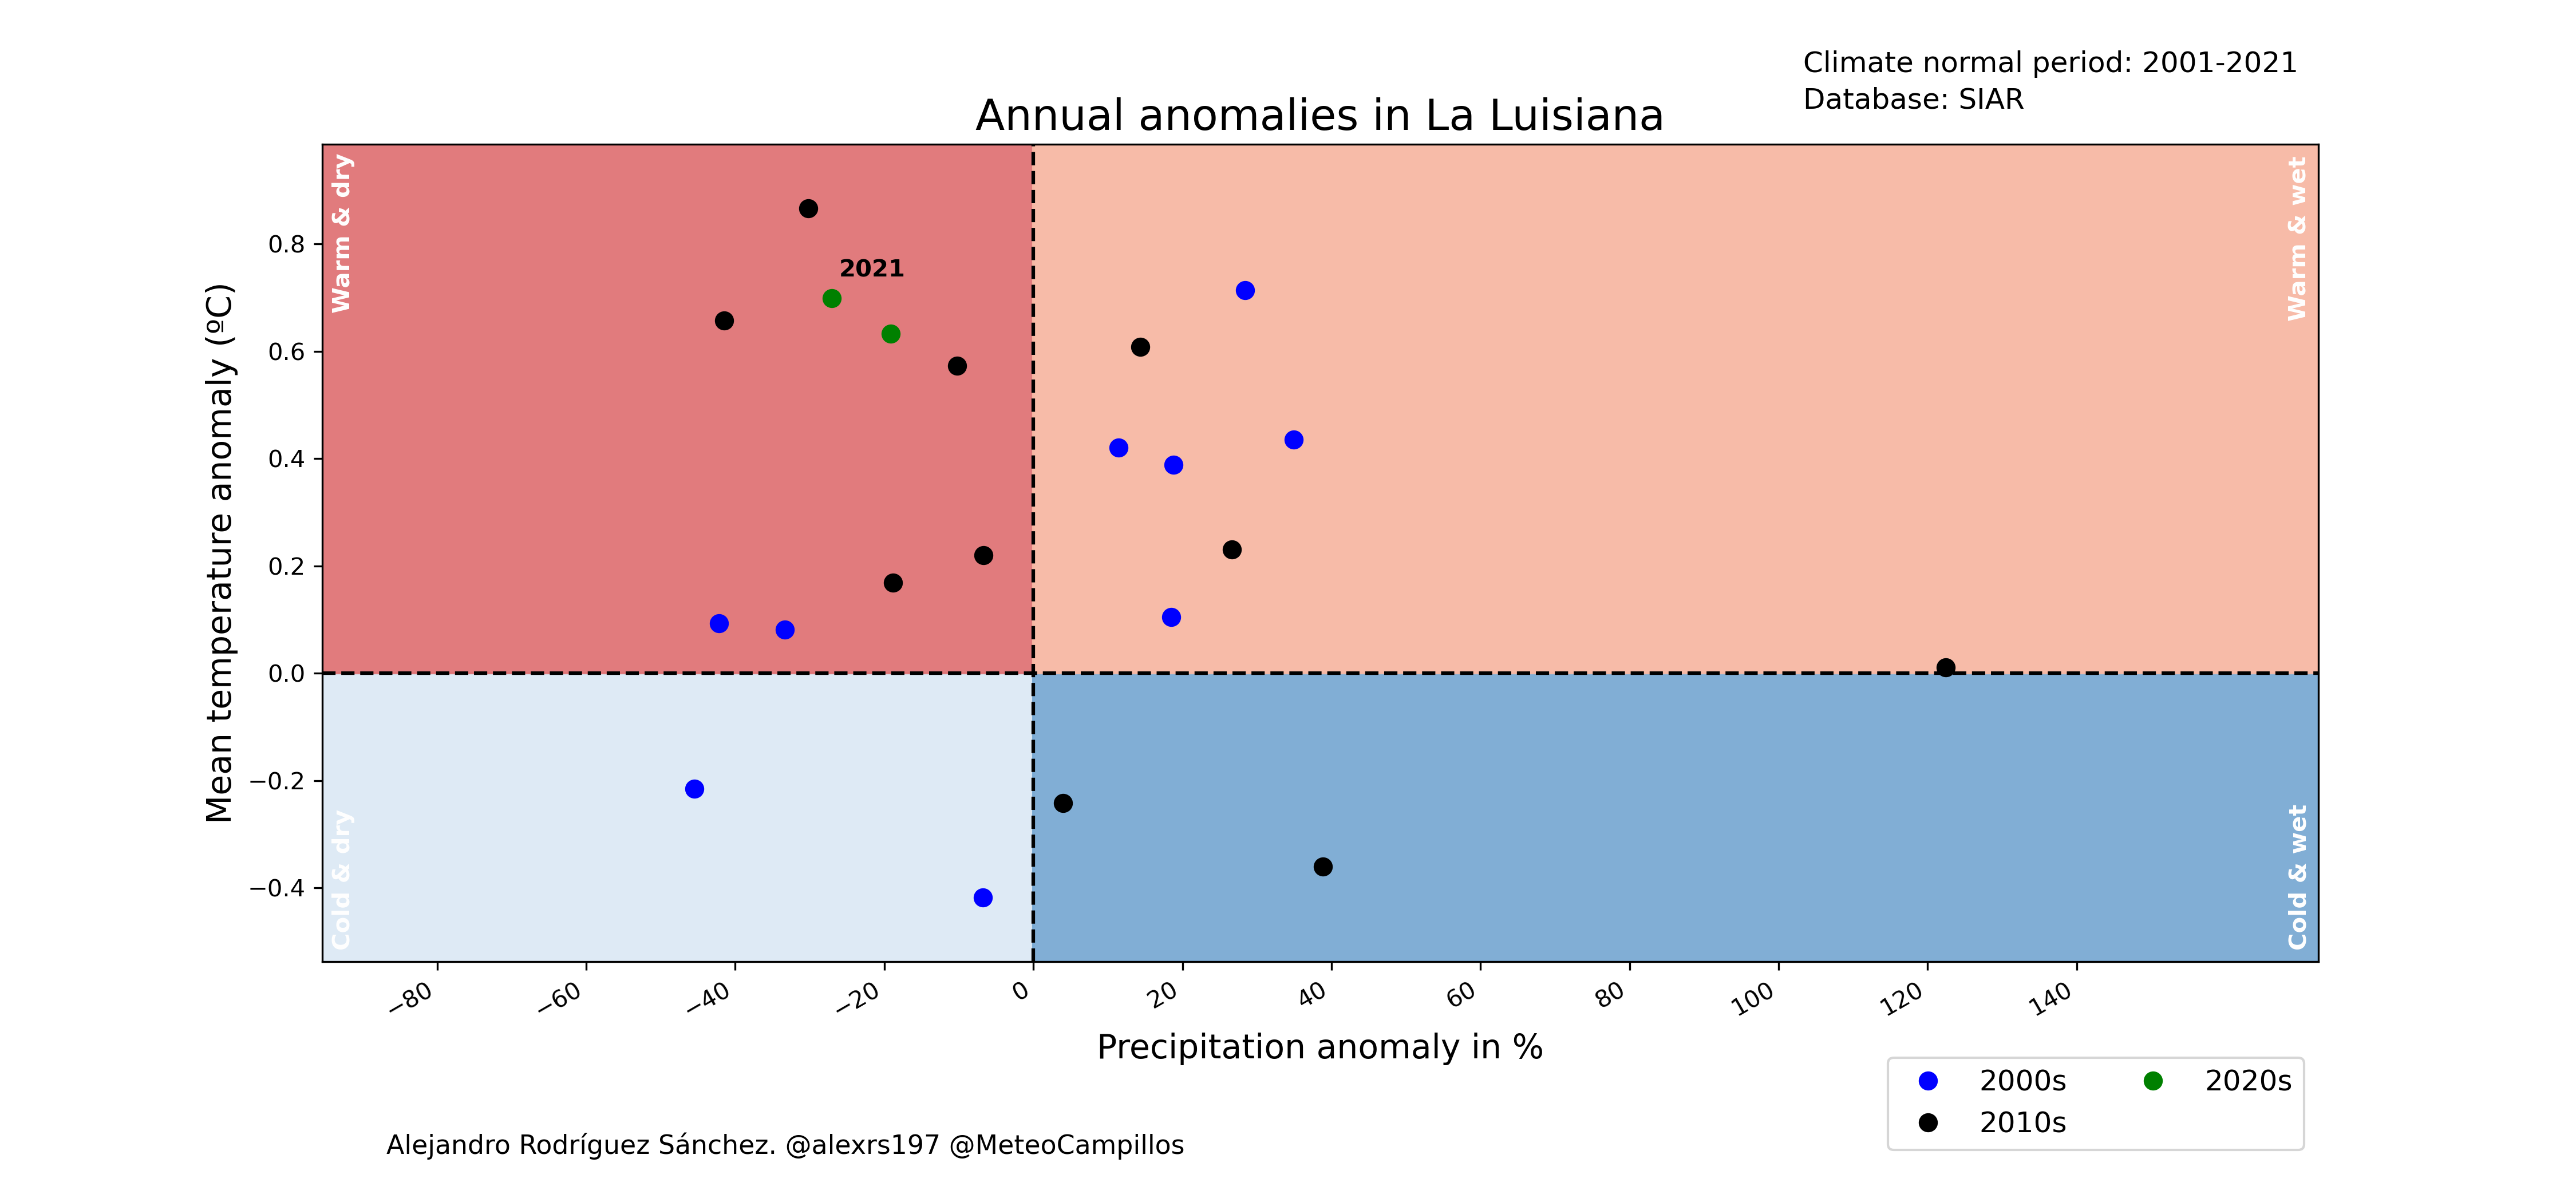 Climate normal period: 2001-2021
Database: SIAR
Annual anomalies in La Luisiana
Warm & dry
Warm & wet
2021
Mean temperature anomaly (ºC)
0.8
0.6
0.4
0.2
0.0
−0.2
−0.4
Cold & dry
Cold & wet
−80
−60
−40
−20
0
20
40
60
80
100
120
140
Precipitation anomaly in %
2000s
2020s
2010s
Alejandro Rodríguez Sánchez. @alexrs197 @MeteoCampillos